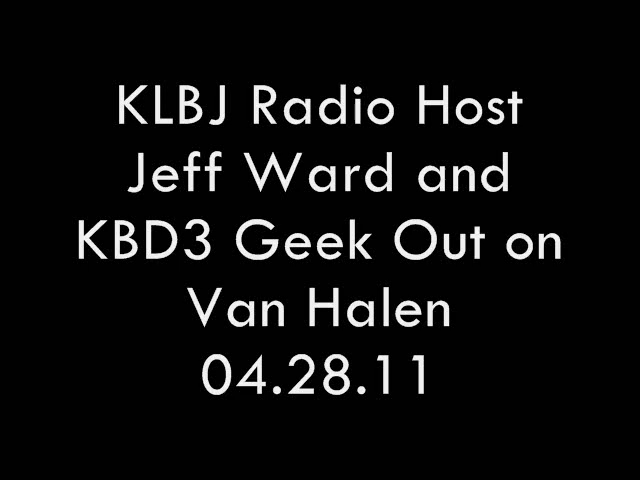 KLBJ Radio Host
Jeff Ward and
KBD3 Geek Out on
Van Halen
04.28.11